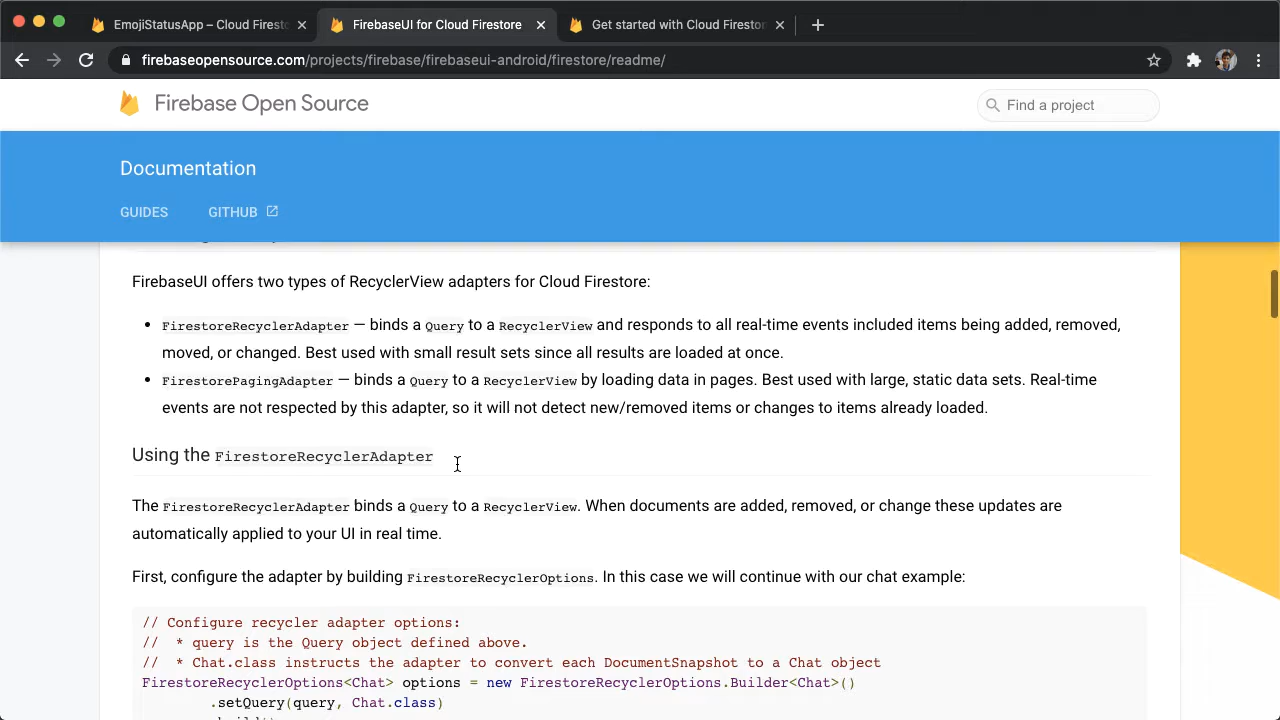 EmojiStatusApp – Cloud Firest
FirebaseUI for Cloud Firestore
Get started with Cloud Firestor
firebaseopensource.com/projects/firebase/firebaseui-android/firestore/readme/
Firebase Open Source
Find a project
Documentation
GUIDES
GITHUB
FirebaseUI offers two types of RecyclerView adapters for Cloud Firestore:
• FirestoreRecyclerAdapter — binds a Query to a RecyclerView and responds to all real-time events included items being added, removed,
moved, or changed. Best used with small result sets since all results are loaded at once.
• FirestorePagingAdapter — binds a Query to a RecyclerView by loading data in pages. Best used with large, static data sets. Real-time
events are not respected by this adapter, so it will not detect new/removed items or changes to items already loaded.
Using the FirestoreRecyclerAdapter
The FirestoreRecyclerAdapter binds a Query to a RecyclerView. When documents are added, removed, or change these updates are
automatically applied to your UI in real time.
First, configure the adapter by building FirestoreRecyclerOptions. In this case we will continue with our chat example:
// Configure recycler adapter options:
//  * query is the Query object defined above.
//  * Chat.class instructs the adapter to convert each DocumentSnapshot to a Chat object
FirestoreRecyclerOptions<Chat> options = new FirestoreRecyclerOptions.Builder<Chat>()
.setQuery(query, Chat.class)